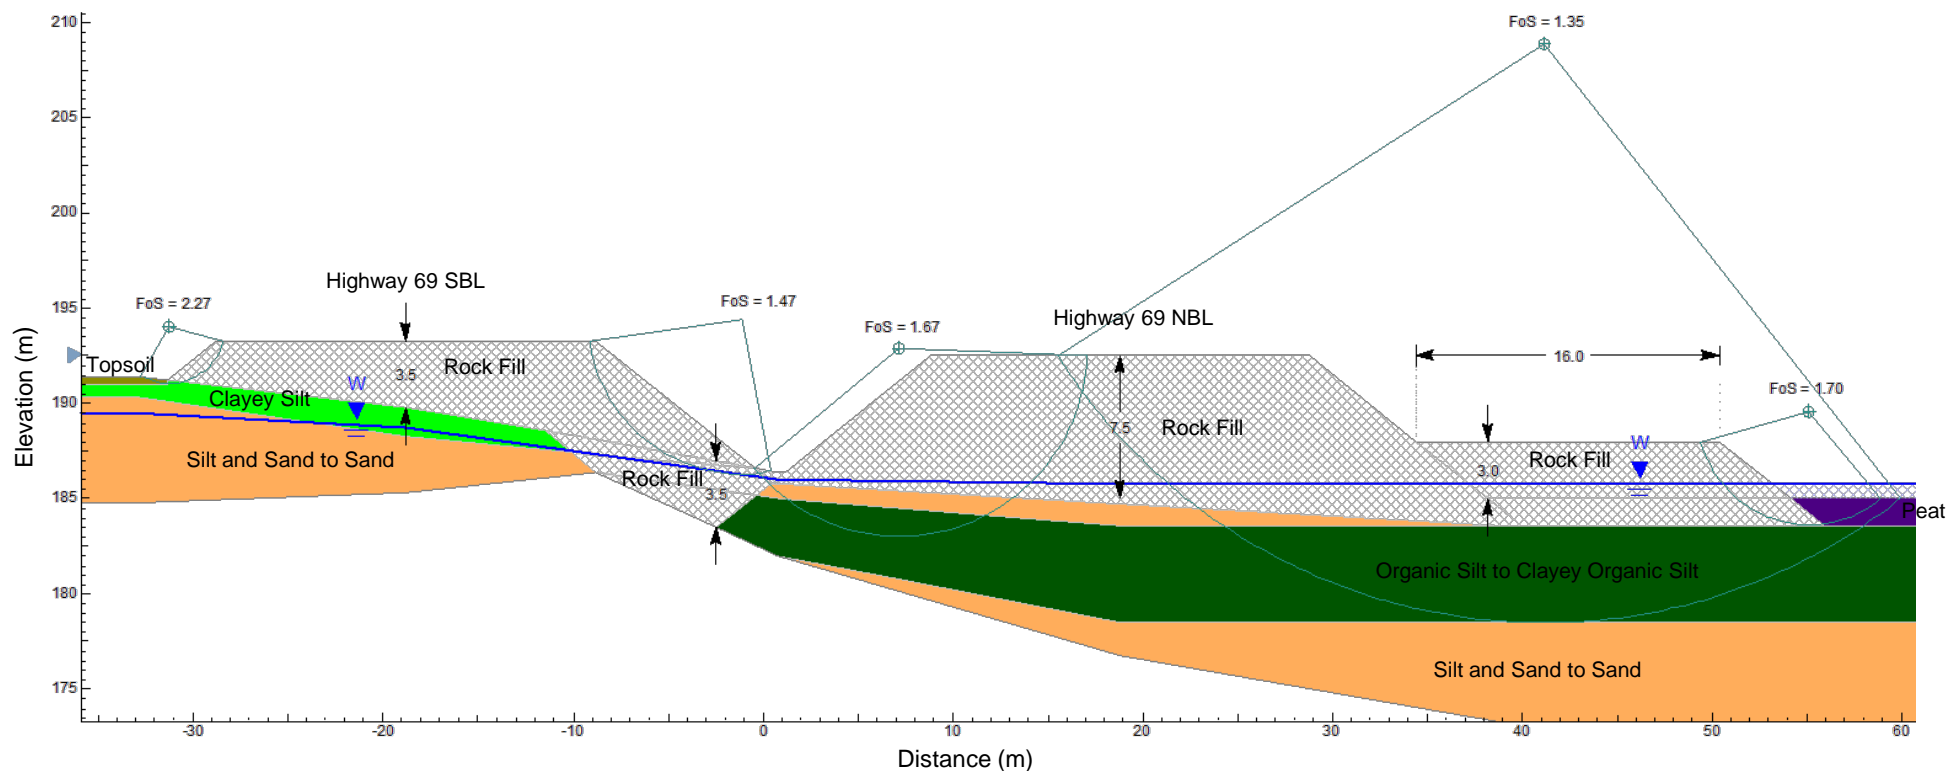 210
FoS = 1.35
205
200
Highway 69 SBL
195
FoS = 2.27
FoS = 1.47
FoS = 1.67
Highway 69 NBL
16.0
Topsoil
3.5
Rock Fill
W
FoS = 1.70
190
Clayey Silt
7.5
Rock Fill
W
Silt and Sand to Sand
Rock Fill
3.5
3.0
Rock Fill
185
Peat
Organic Silt to Clayey Organic Silt
180
Silt and Sand to Sand
175
Elevation (m)
-30
-20
-10
0
10
20
30
40
50
60
Distance (m)